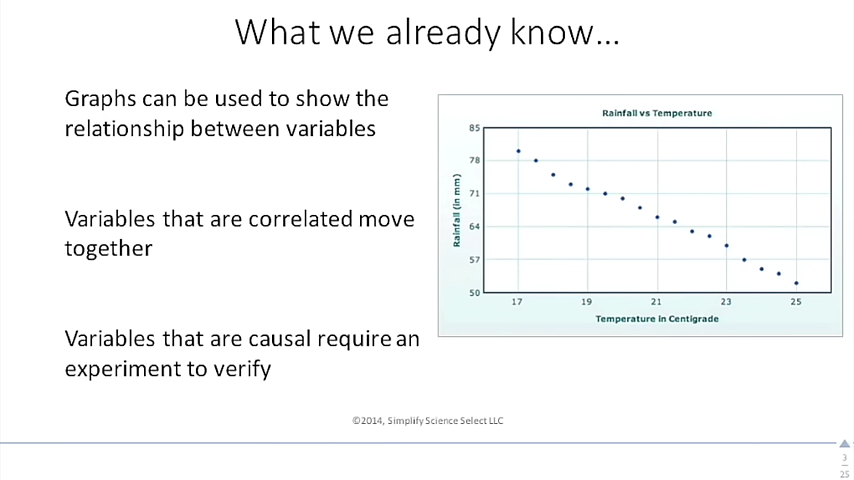 What we already know...
Graphs can be used to show the
relationship between variables
Variables that are correlated move
together
Variables that are causal require an
experiment to verify
Rainfall vs Temperature
Rainfall (in mm)
85
78
71
64
57
50
17 19 21 23 25
Temperature in Centigrade
©2014, Simplify Science Select LLC
3
25